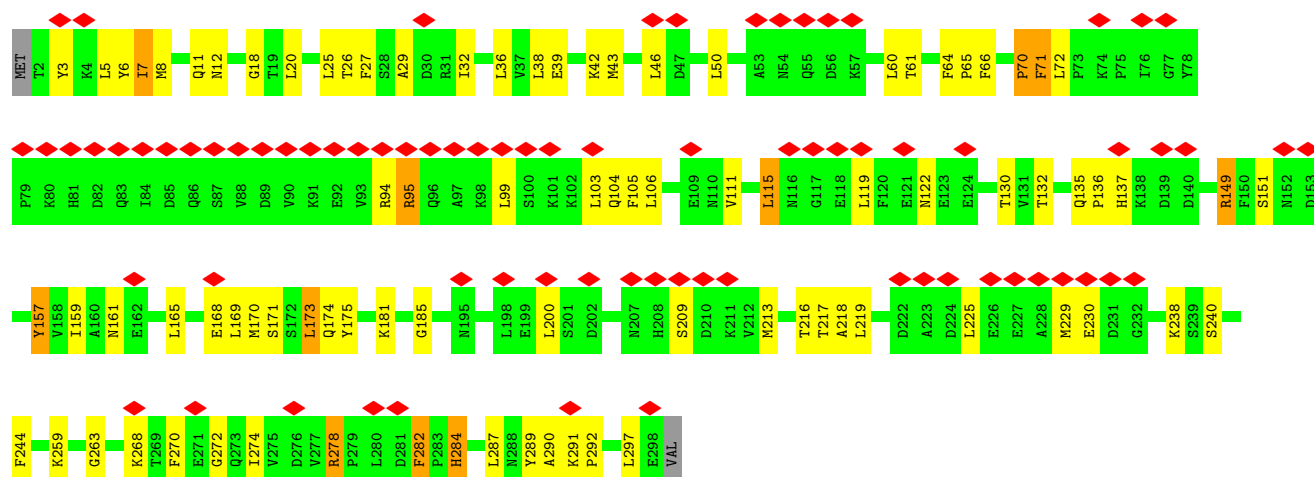 MET T2 Y3 K4 L5 Y6 I7 M8 Q11 N12 G18 T19 L20 L25 T26 F27 S28 A29 D30 R31 I32 L36 V37 L38 E39 K42 M43 L46 D47 L50 A53 N54 Q55 D56 K57 L60 T61 F64 P65 F66 P70 F71 L72 P73 K74 P75 I76 G77 Y78
P79 K80 H81 D82 Q83 I84 D85 Q86 S87 V88 D89 V90 K91 E92 V93 R94 R95 Q96 A97 K98 L99 S100 K101 K102 L103 Q104 F105 L106 E109 N110 V111 L115 N116 G117 E118 L119 F120 E121 N122 E123 E124 T130 V131 T132 Q135 P136 H137 K138 D139 D140 R149 F150 S151 N152 D153
Y157 V158 I159 A160 N161 E162 L165 E168 L169 M170 S171 S172 L173 Q174 Y175 K181 G185 N195 L198 E199 L200 S201 D202 N207 H208 S209 D210 K211 V212 M213 T216 T217 A218 L219 D222 A223 D224 L225 E226 E227 A228 M229 E230 D231 G232 K238 S239 S240
F244 K259 G263 K268 T269 F270 E271 G272 Q273 I274 V275 D276 V277 R278 P279 L280 D281 F282 P283 H284 L287 N288 Y289 A290 K291 P292 L297 E298 VAL